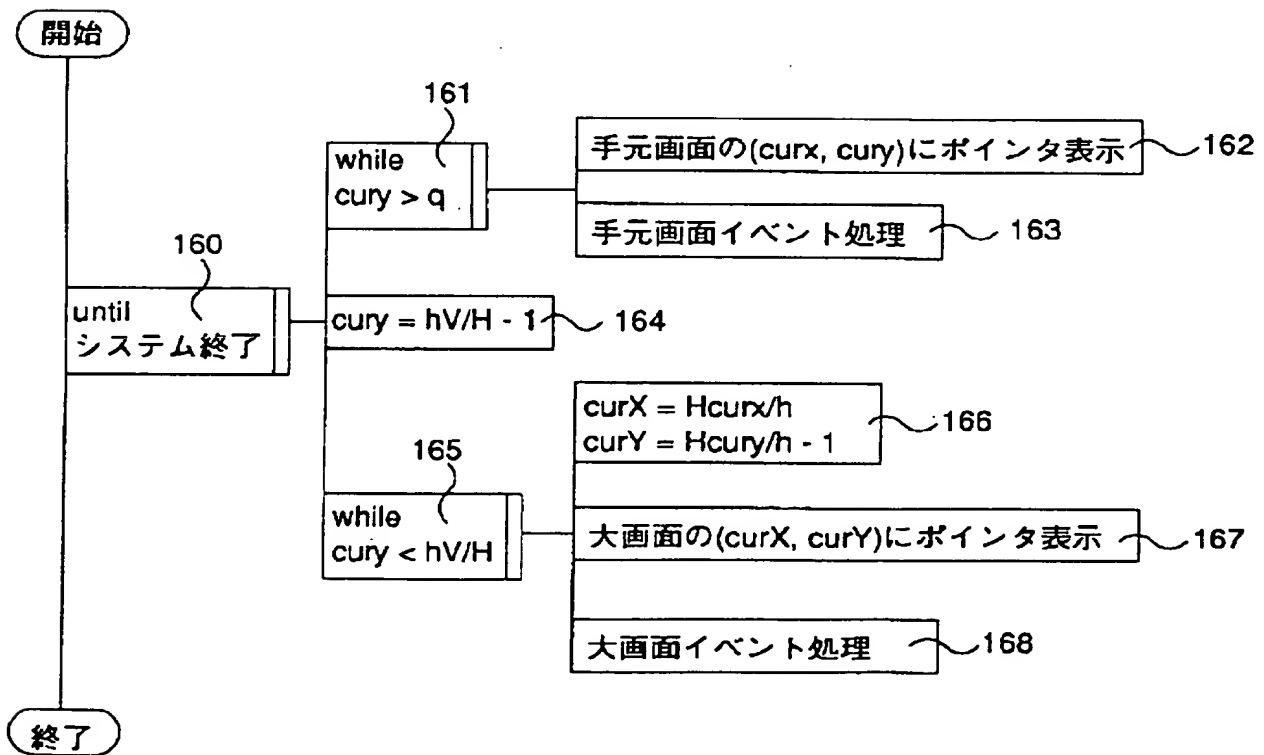 開始
161
while
cury > q
手元画面の(curx, cury)にポインタ表示
162
手元画面イベント処理
163
160
until
システム終了
cury = hV/H - 1
164
165
while
cury < hV/H
curX = Hcurx/h
curY = Hcury/h - 1
166
大画面の(curX, curY)にポインタ表示
167
大画面イベント処理
168
終了